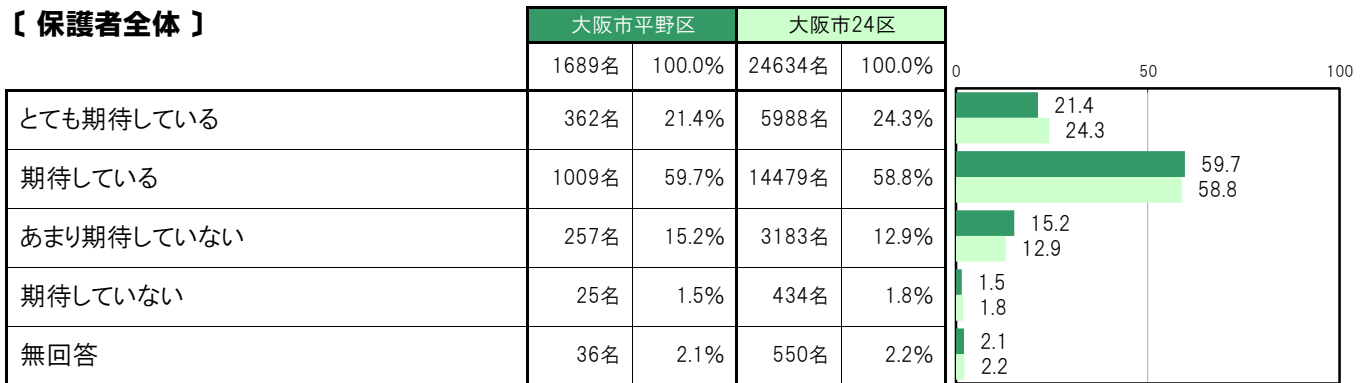 〔 保護者全体 〕
大阪市平野区 大阪市24区
1689名 100.0% 24634名 100.0%
0 50 100
とても期待している 362名 21.4% 5988名 24.3%
21.4
24.3
期待している 1009名 59.7% 14479名 58.8%
59.7
58.8
あまり期待していない 257名 15.2% 3183名 12.9%
15.2
12.9
期待していない 25名 1.5% 434名 1.8%
1.5
1.8
無回答 36名 2.1% 550名 2.2%
2.1
2.2